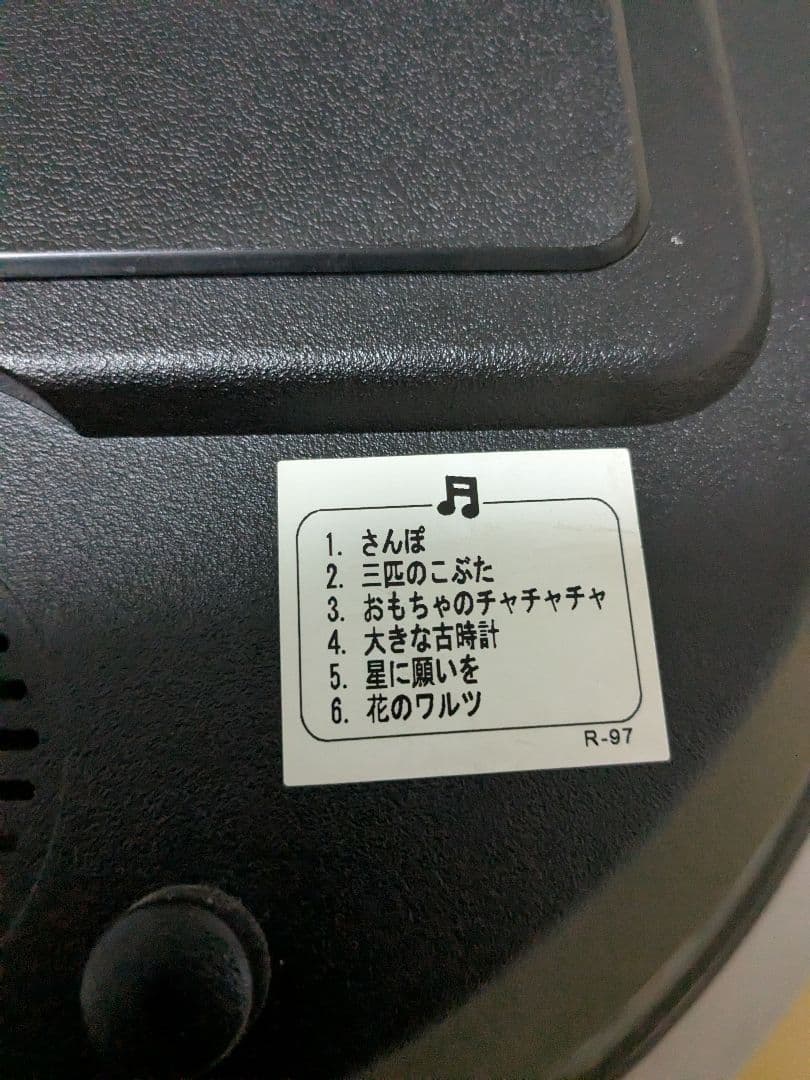 1. さんぽ
2. 三匹のこぶた
3. おもちゃのチャチャチャ
4. 大きな古時計
5. 星に願いを
6. 花のワルツ
R-97